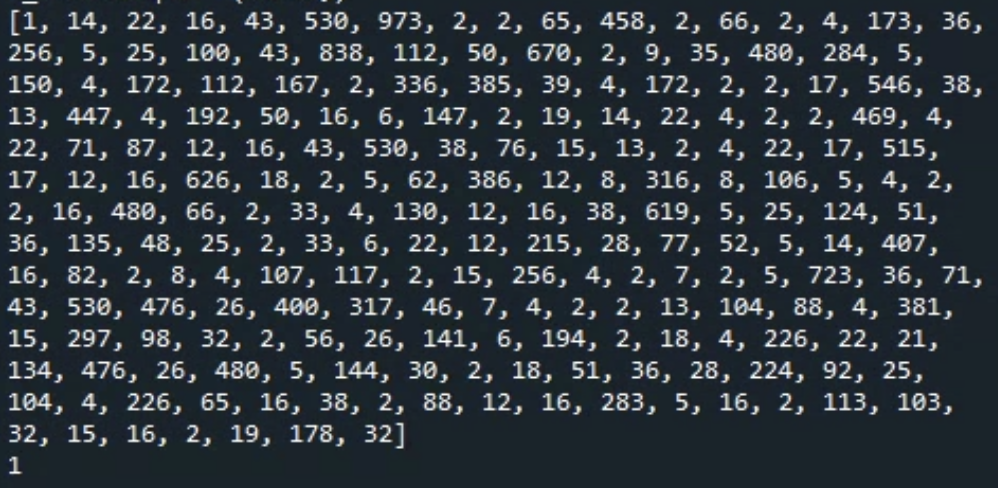 [1, 14, 22, 16, 43, 530, 973, 2, 2, 65, 458, 2, 66, 2, 4, 173, 36,
256, 5, 25, 100, 43, 838, 112, 50, 670, 2, 9, 35, 480, 284, 5,
150, 4, 172, 112, 167, 2, 336, 385, 39, 4, 172, 2, 2, 17, 546, 38,
13, 447, 4, 192, 50, 16, 6, 147, 2, 19, 14, 22, 4, 2, 2, 469, 4,
22, 71, 87, 12, 16, 43, 530, 38, 76, 15, 13, 2, 4, 22, 17, 515,
17, 12, 16, 626, 18, 2, 5, 62, 386, 12, 8, 316, 8, 106, 5, 4, 2,
2, 16, 480, 66, 2, 33, 4, 130, 12, 16, 38, 619, 5, 25, 124, 51,
36, 135, 48, 25, 2, 33, 6, 22, 12, 215, 28, 77, 52, 5, 14, 407,
16, 82, 2, 8, 4, 107, 117, 2, 15, 256, 4, 2, 7, 2, 5, 723, 36, 71,
43, 530, 476, 26, 400, 317, 46, 7, 4, 2, 2, 13, 104, 88, 4, 381,
15, 297, 98, 32, 2, 56, 26, 141, 6, 194, 2, 18, 4, 226, 22, 21,
134, 476, 26, 480, 5, 144, 30, 2, 18, 51, 36, 28, 224, 92, 25,
104, 4, 226, 65, 16, 38, 2, 88, 12, 16, 283, 5, 16, 2, 113, 103,
32, 15, 16, 2, 19, 178, 32]
1